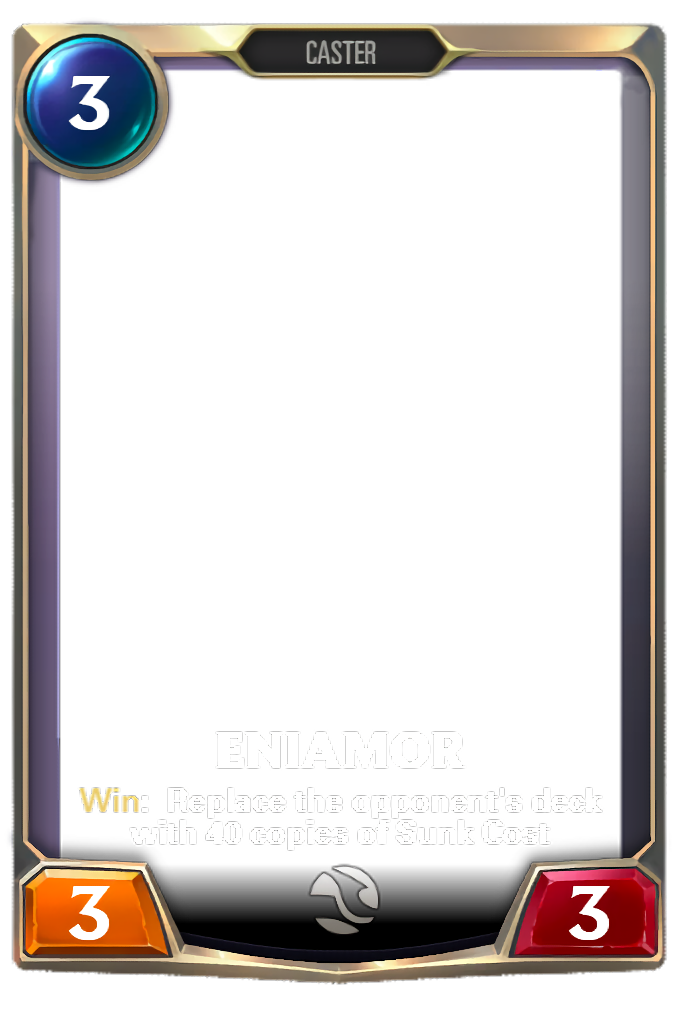 CASTER
3
ENIAMOR
Win: Replace the opponent's deck
with 40 copies of Sunk Cost
3
3